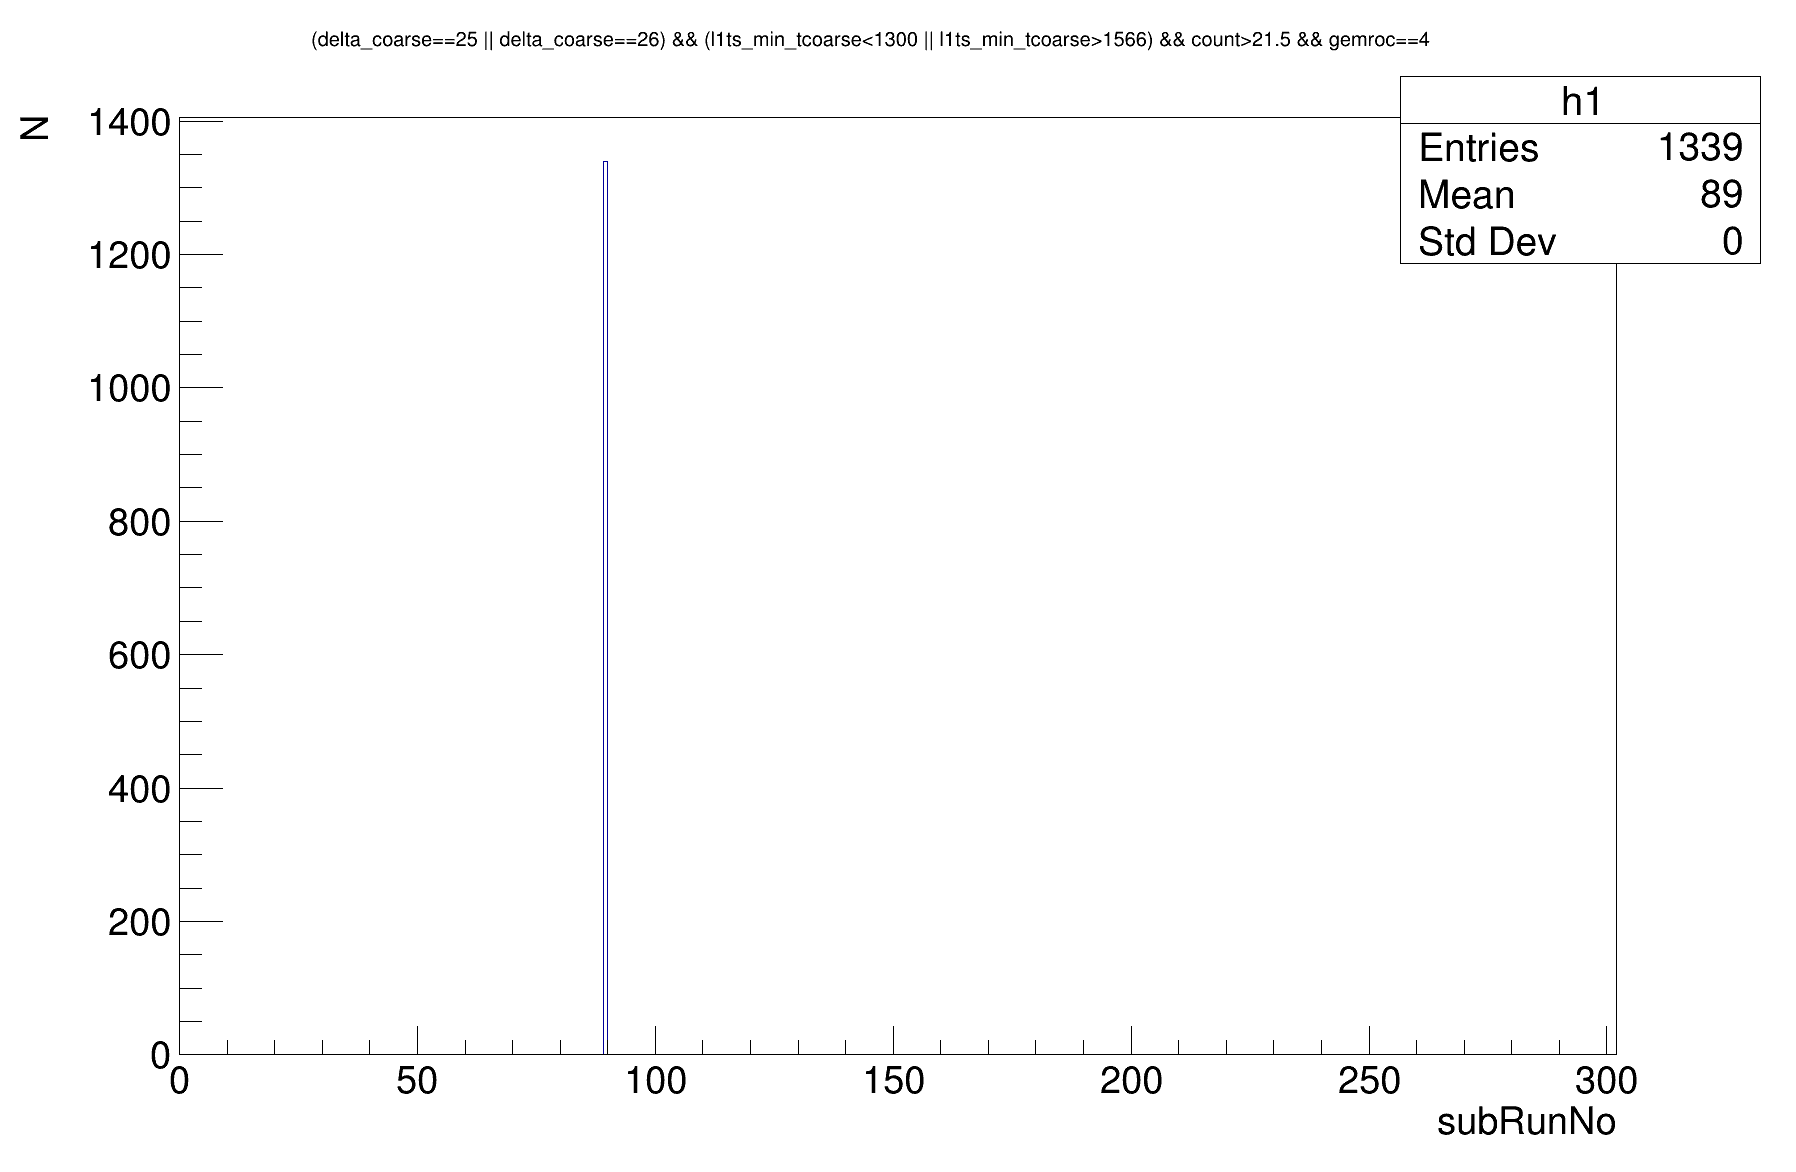 (delta_coarse==25 || delta_coarse==26) && (l1ts_min_tcoarse<1300 || l1ts_min_tcoarse>1566) && count>21.5 && gemroc==4
h1
Entries 1339
Mean 89
Std Dev 0
N
1400
1200
1000
800
600
400
200
0
0 50 100 150 200 250 300
subRunNo